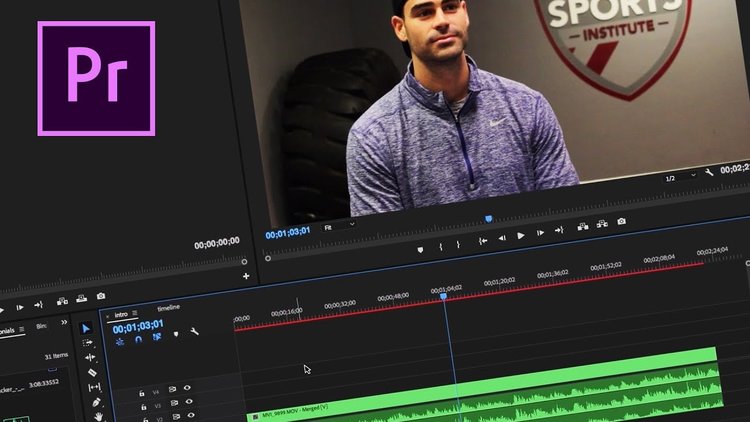 Pr
SPORTS
INSTITUTE
00;00;00;00
00;01;03;01
Fit
1/2
intro
timeline
00;01;03;01
00;00;16;00
00;00;32;00
00;00;48;00
00;01;04;02
00;01;20;02
00;01;36;02
00;01;52;02
00;02;08;04
00;02;24;04
Bin:
31 Items
3:08:33552
V4
V3
V2
MVI_9899.MOV - Merged [V]